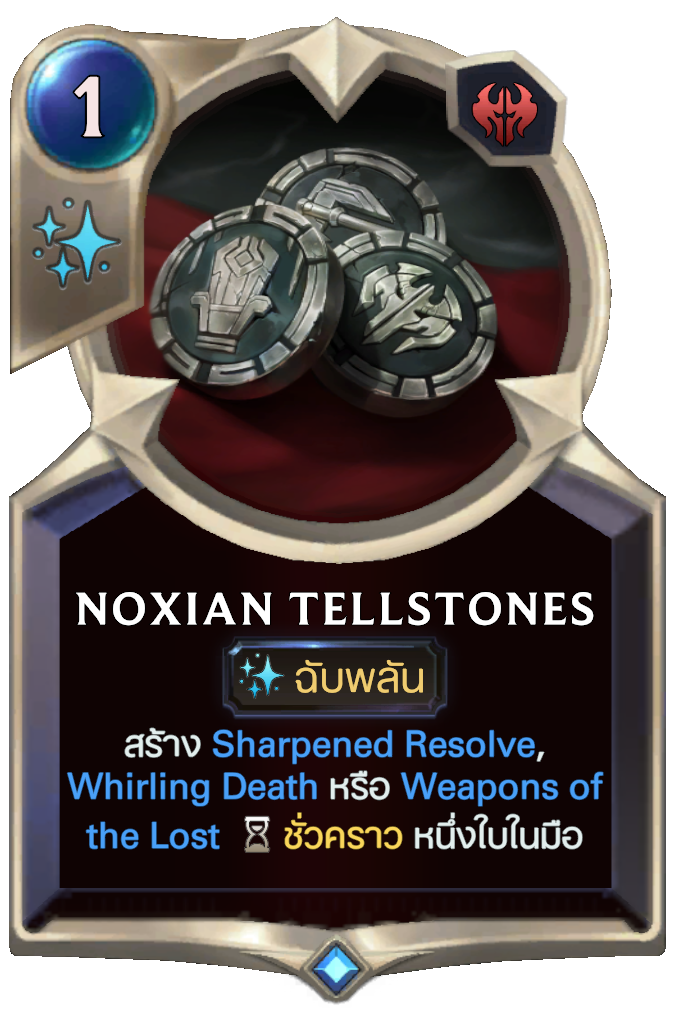 1
NOXIAN TELLSTONES
ฉับพลัน
สร้าง Sharpened Resolve,
Whirling Death หรือ Weapons of
the Lost ชั่วคราว หนึ่งใบในมือ